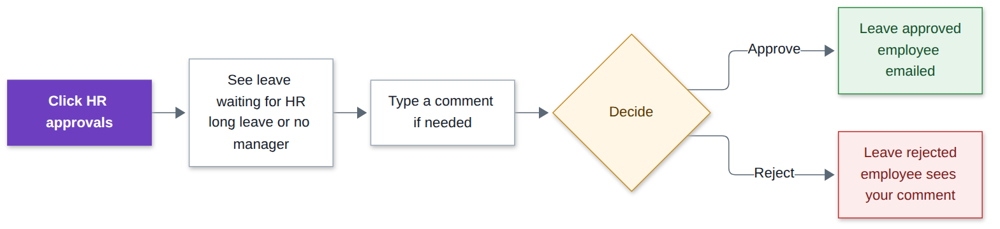 Click HR
approvals
See leave
waiting for HR
long leave or no
manager
Type a comment
if needed
Decide
Approve
Leave approved
employee
emailed
Reject
Leave rejected
employee sees
your comment